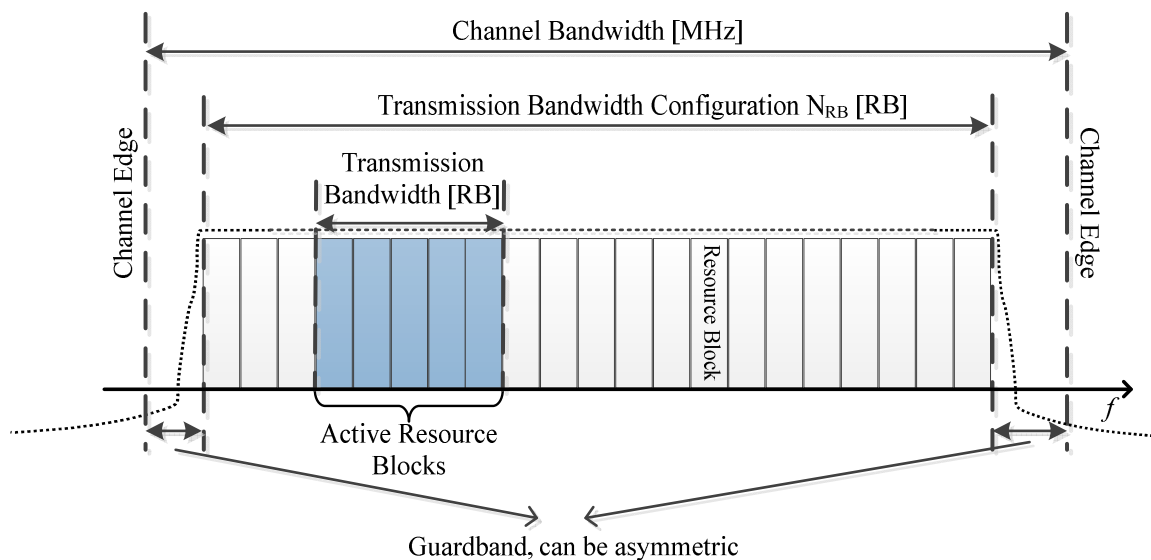 Channel Bandwidth [MHz]
Transmission Bandwidth Configuration NRB [RB]
Channel Edge
Transmission
Bandwidth [RB]
Channel Edge
Resource Block
f
Active Resource
Blocks
Guardband, can be asymmetric